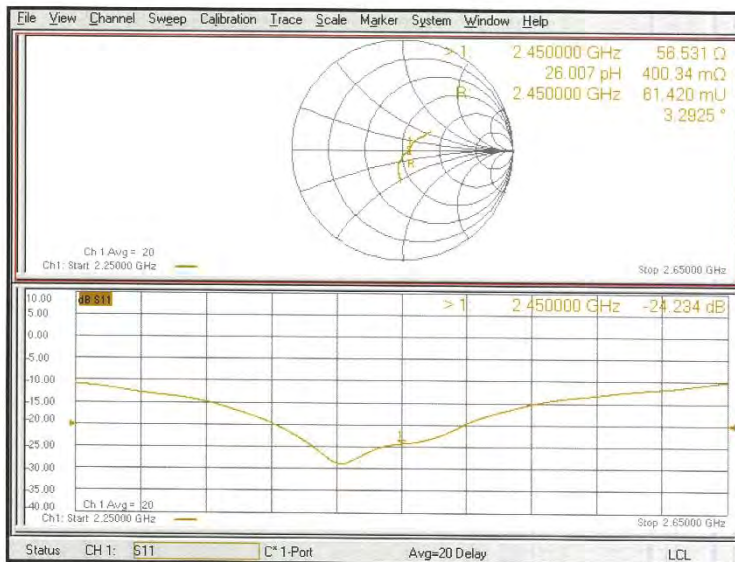 File View Channel Sweep Calibration Trace Scale Marker System Window Help
> 1 2.450000 GHz 56.531 Ω
26.007 pH 400.34 mΩ
R: 2.450000 GHz 61.420 mU
3.2925 °
1
R
Ch 1 Avg = 20
Ch1: Start 2.25000 GHz Stop 2.65000 GHz
10.00 dB S11 > 1: 2.450000 GHz -24.234 dB
5.00
0.00
-5.00
-10.00
-15.00
-20.00
-25.00 1
-30.00
-35.00
-40.00 Ch 1 Avg = 20
Ch1: Start 2.25000 GHz Stop 2.65000 GHz
Status CH 1: S11 C* 1-Port Avg=20 Delay LCL